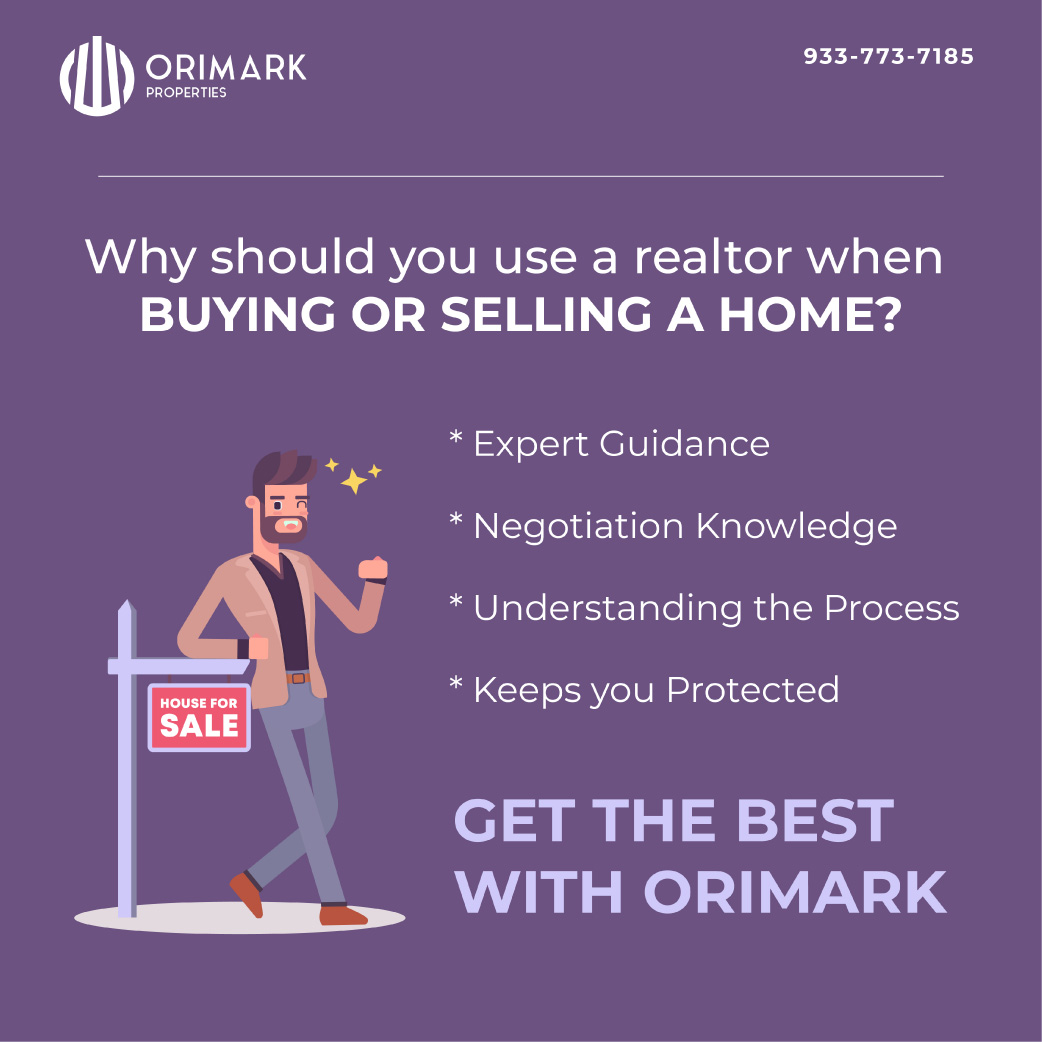 ORIMARK
PROPERTIES
933-773-7185
Why should you use a realtor when
BUYING OR SELLING A HOME?
* Expert Guidance
* Negotiation Knowledge
* Understanding the Process
* Keeps you Protected
HOUSE FOR
SALE
GET THE BEST
WITH ORIMARK